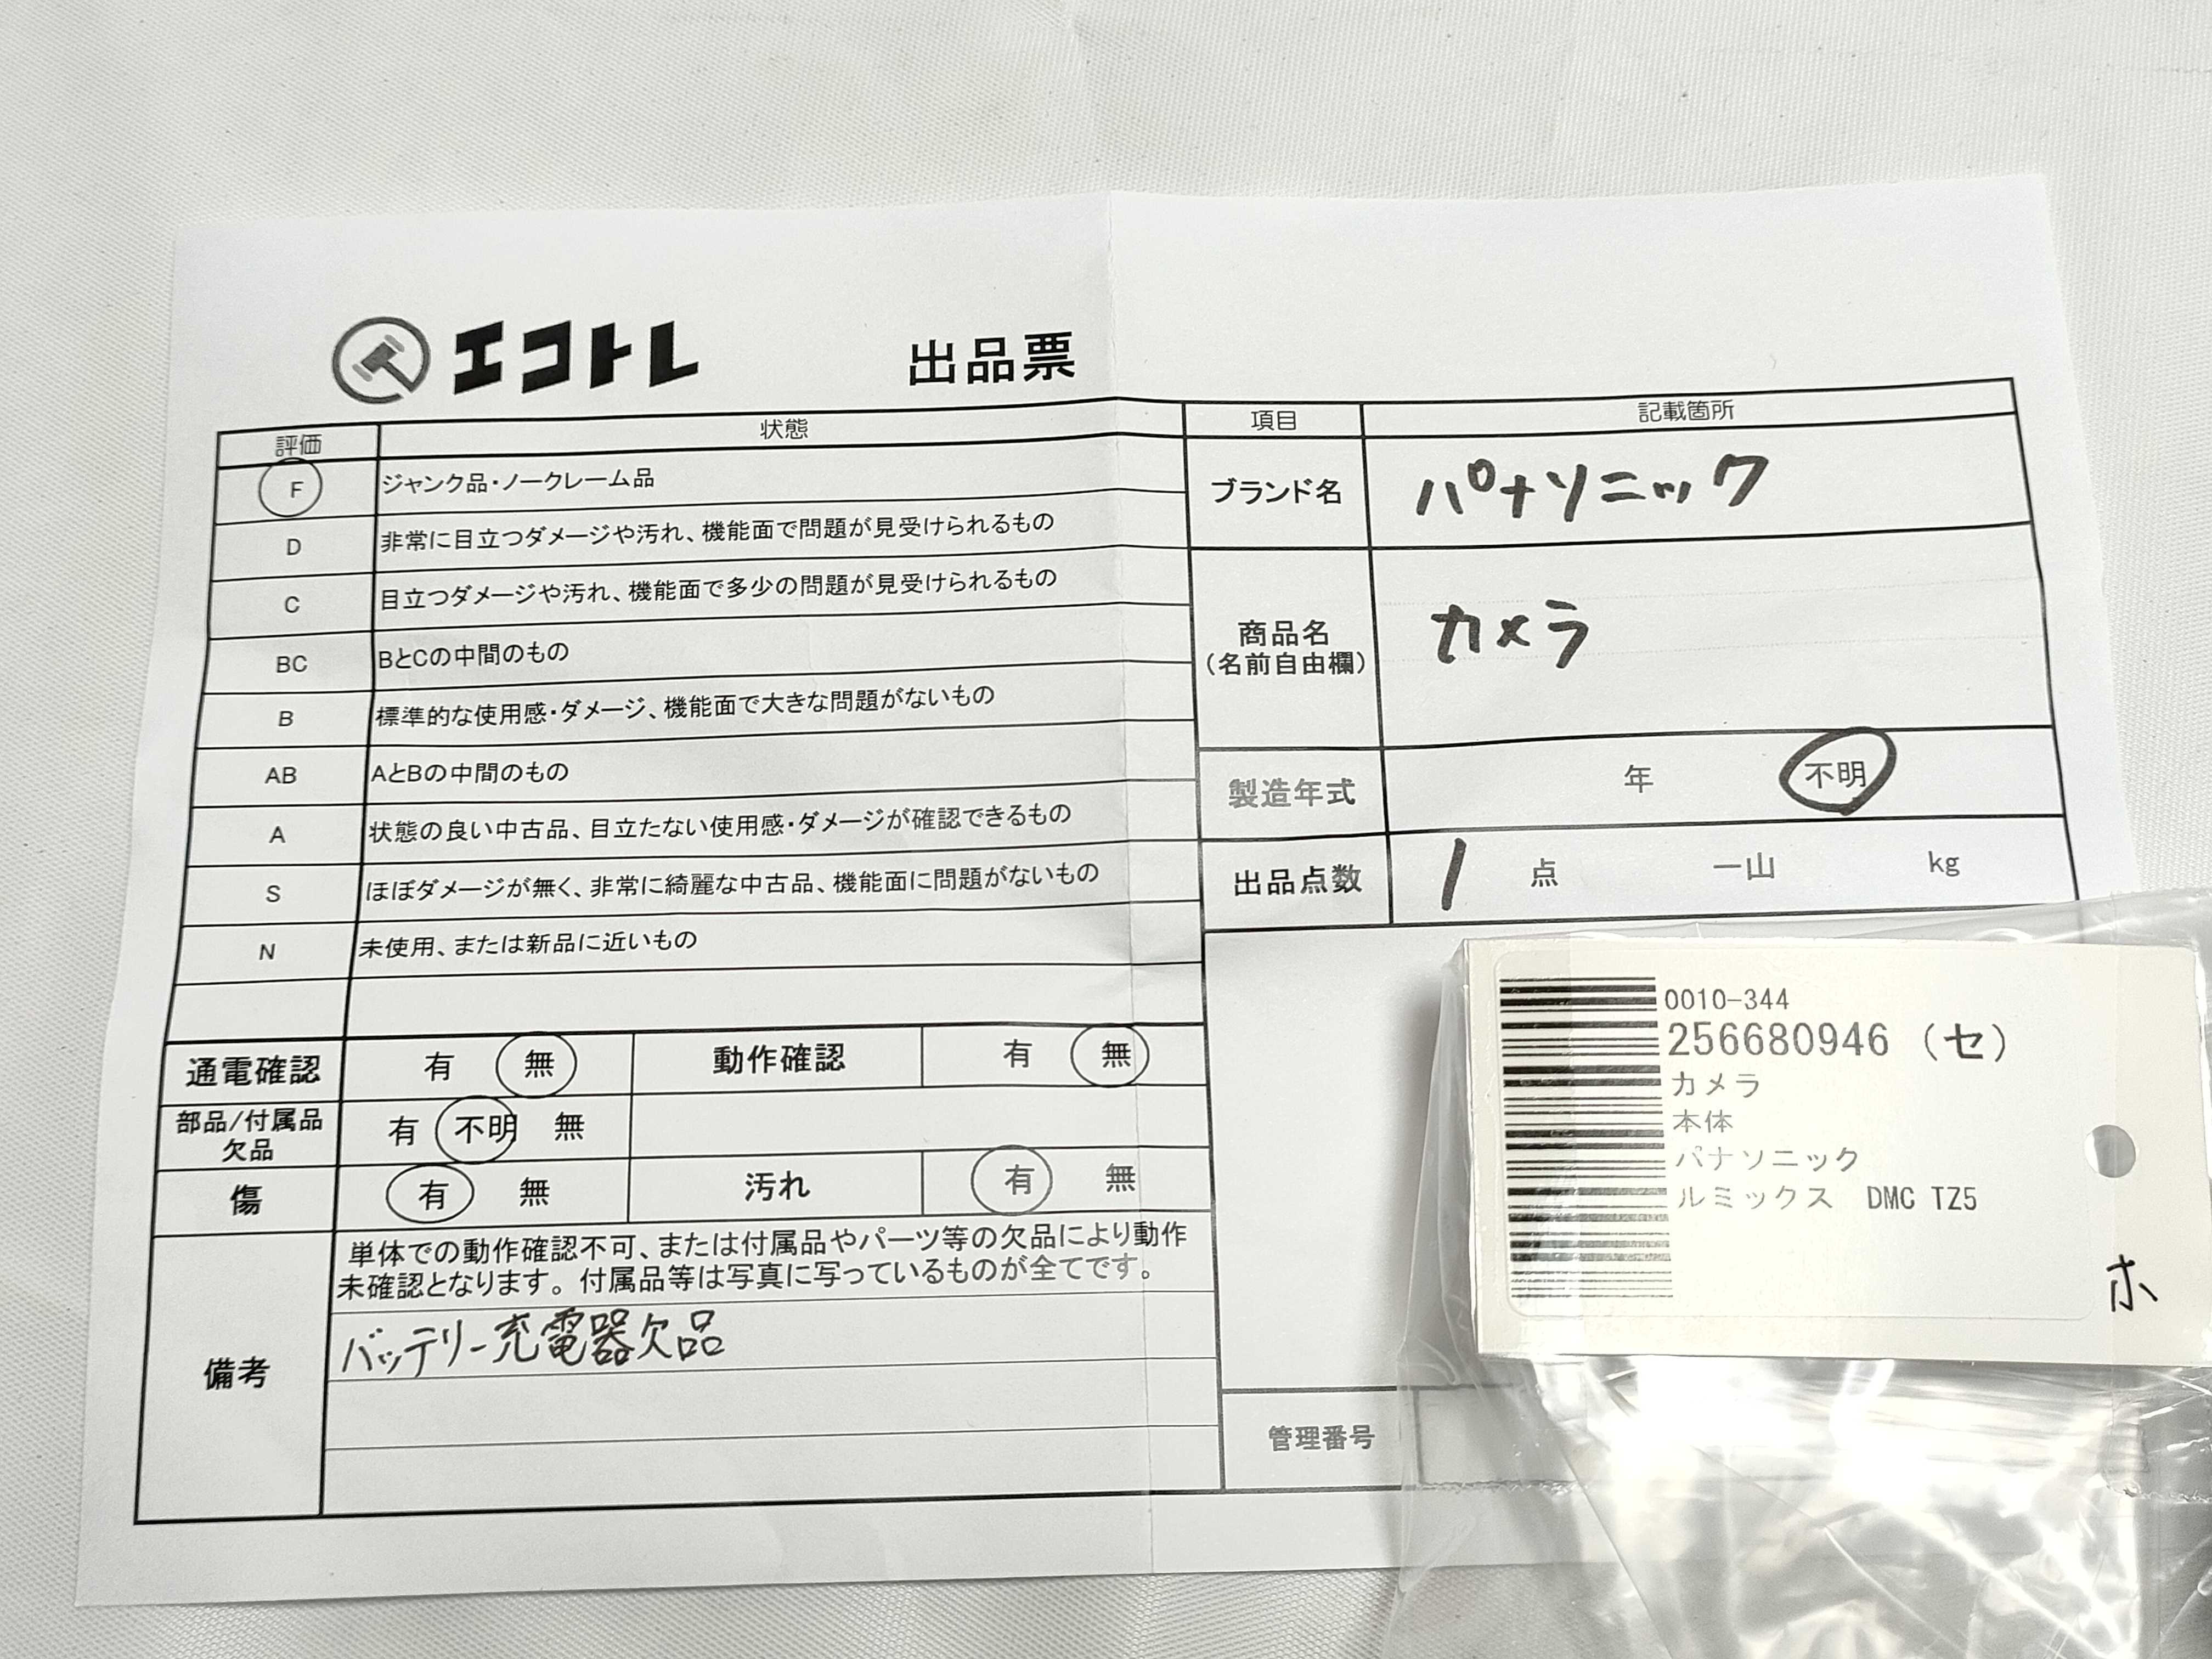 エコトレ 出品票
評価 状態
F ジャンク品・ノークレーム品
D 非常に目立つダメージや汚れ、機能面で問題が見受けられるもの
C 目立つダメージや汚れ、機能面で多少の問題が見受けられるもの
BC BとCの中間のもの
B 標準的な使用感・ダメージ、機能面で大きな問題がないもの
AB AとBの中間のもの
A 状態の良い中古品、目立たない使用感・ダメージが確認できるもの
S ほぼダメージが無く、非常に綺麗な中古品、機能面に問題がないもの
N 未使用、または新品に近いもの
通電確認 有 無 動作確認 有 無
部品/付属品
欠品
有 不明 無
傷 有 無 汚れ 有 無
備考
単体での動作確認不可、または付属品やパーツ等の欠品により動作
未確認となります。付属品等は写真に写っているものが全てです。
バッテリー充電器欠品
項目 記載箇所
ブランド名 パナソニック
商品名
(名前自由欄)
カメラ
製造年式 年 不明
出品点数 1 点 一山 kg
管理番号
0010-344
256680946 (セ)
カメラ
本体
パナソニック
ルミックス DMC TZ5
ホ